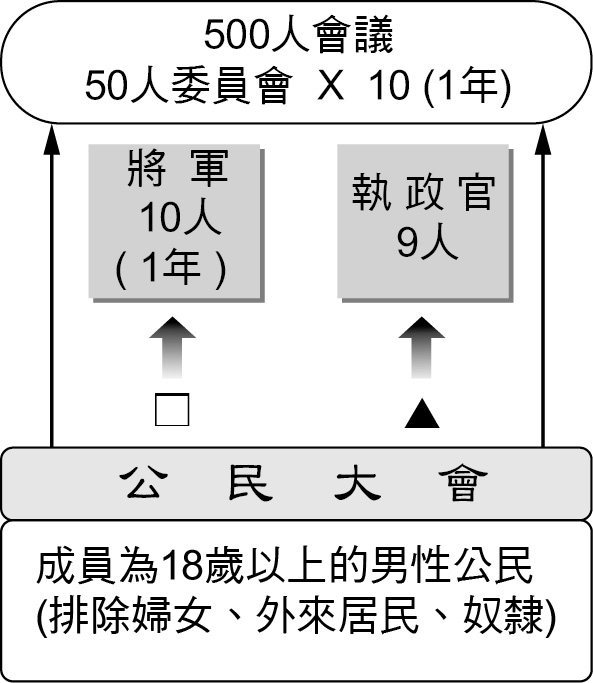 500人會議
50人委員會 X 10 (1年)
將 軍
10人
( 1年 )
執 政 官
9人
公 民 大 會
成員為18歲以上的男性公民
(排除婦女、外來居民、奴隸)